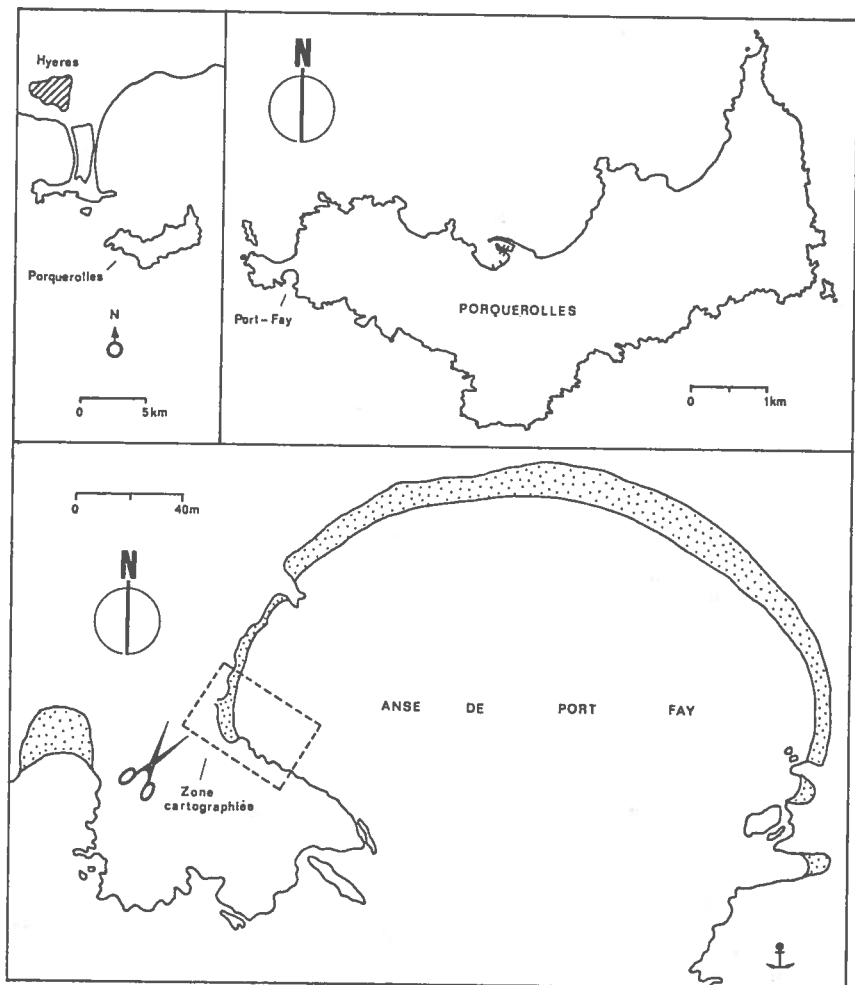 Hyeres
Porquerolles
N
0 5km
N
Port-Fay
PORQUEROLLES
0 1km
0 40m
N
ANSE DE PORT FAY
Zone
cartographiée